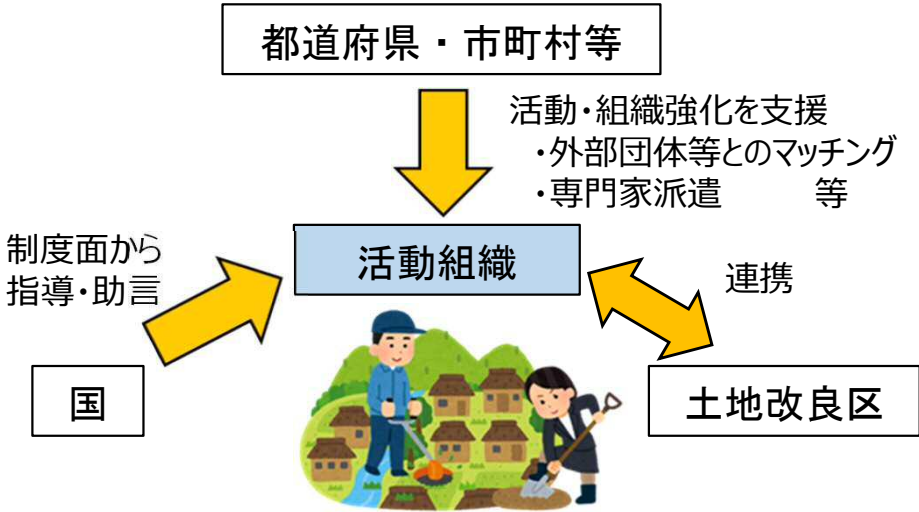 都道府県・市町村等
活動・組織強化を支援
・外部団体等とのマッチング
・専門家派遣　　　等
制度面から
指導・助言
活動組織
連携
国
土地改良区